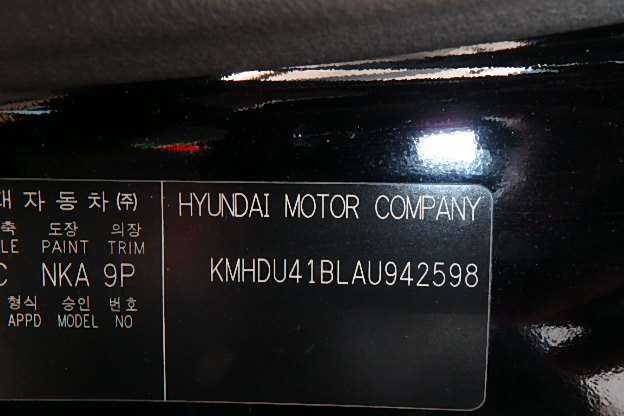 대자동차 ㈜
축 도장 의장
LE PAINT TRIM
C NKA 9P
형식 승인 번호
APPD MODEL NO
HYUNDAI MOTOR COMPANY
KMHDU41BLAU942598